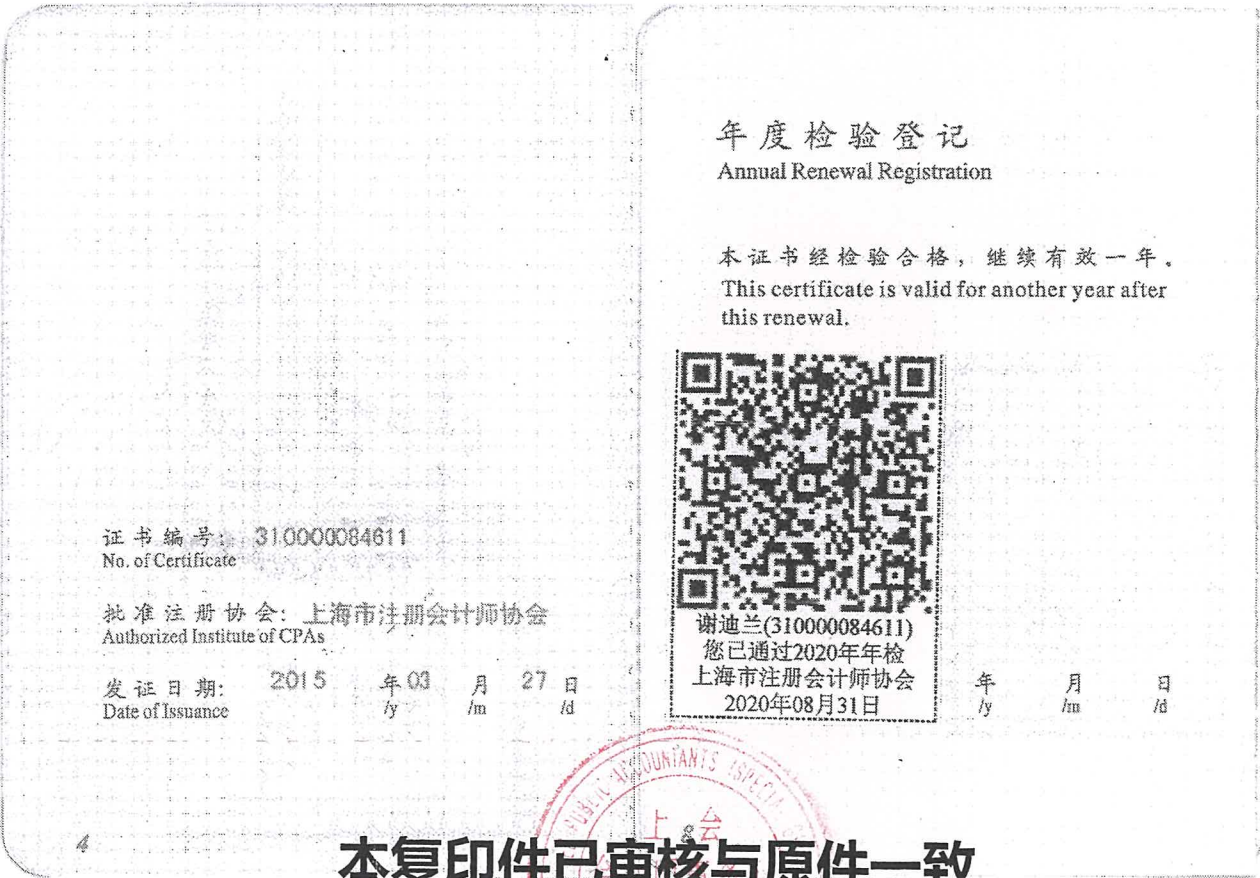 证书编号: 310000084611
No. of Certificate
批准注册协会: 上海市注册会计师协会
Authorized Institute of CPAs
发证日期: 2015 年 03 月 27 日
Date of Issuance /y /m /d
4
年度检验登记
Annual Renewal Registration
本证书经检验合格，继续有效一年。
This certificate is valid for another year after
this renewal.
谢迪兰(310000084611)
您已通过2020年年检
上海市注册会计师协会
2020年08月31日
年 月 日
/y /m /d
PUBLIC ACCOUNTANTS (SPECIA
上 会
8
本复印件已审核与原件一致